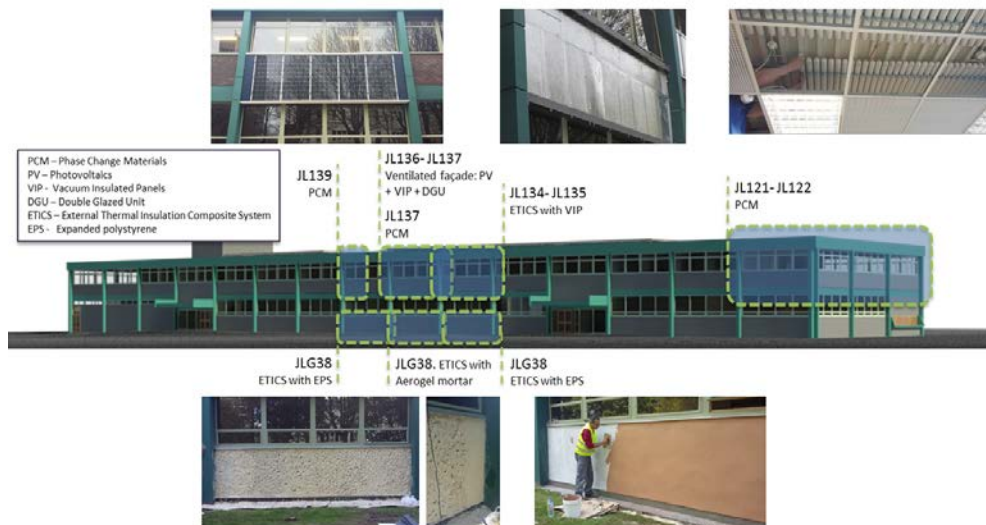 PCM – Phase Change Materials
PV – Photovoltaics
VIP - Vacuum Insulated Panels
DGU – Double Glazed Unit
ETICS – External Thermal Insulation Composite System
EPS - Expanded polystyrene
JL139
PCM
JL136- JL137
Ventilated façade: PV
+ VIP + DGU
JL137
PCM
JL134- JL135
ETICS with VIP
JL121- JL122
PCM
JLG38
ETICS with EPS
JLG38. ETICS with
Aerogel mortar
JLG38
ETICS with EPS